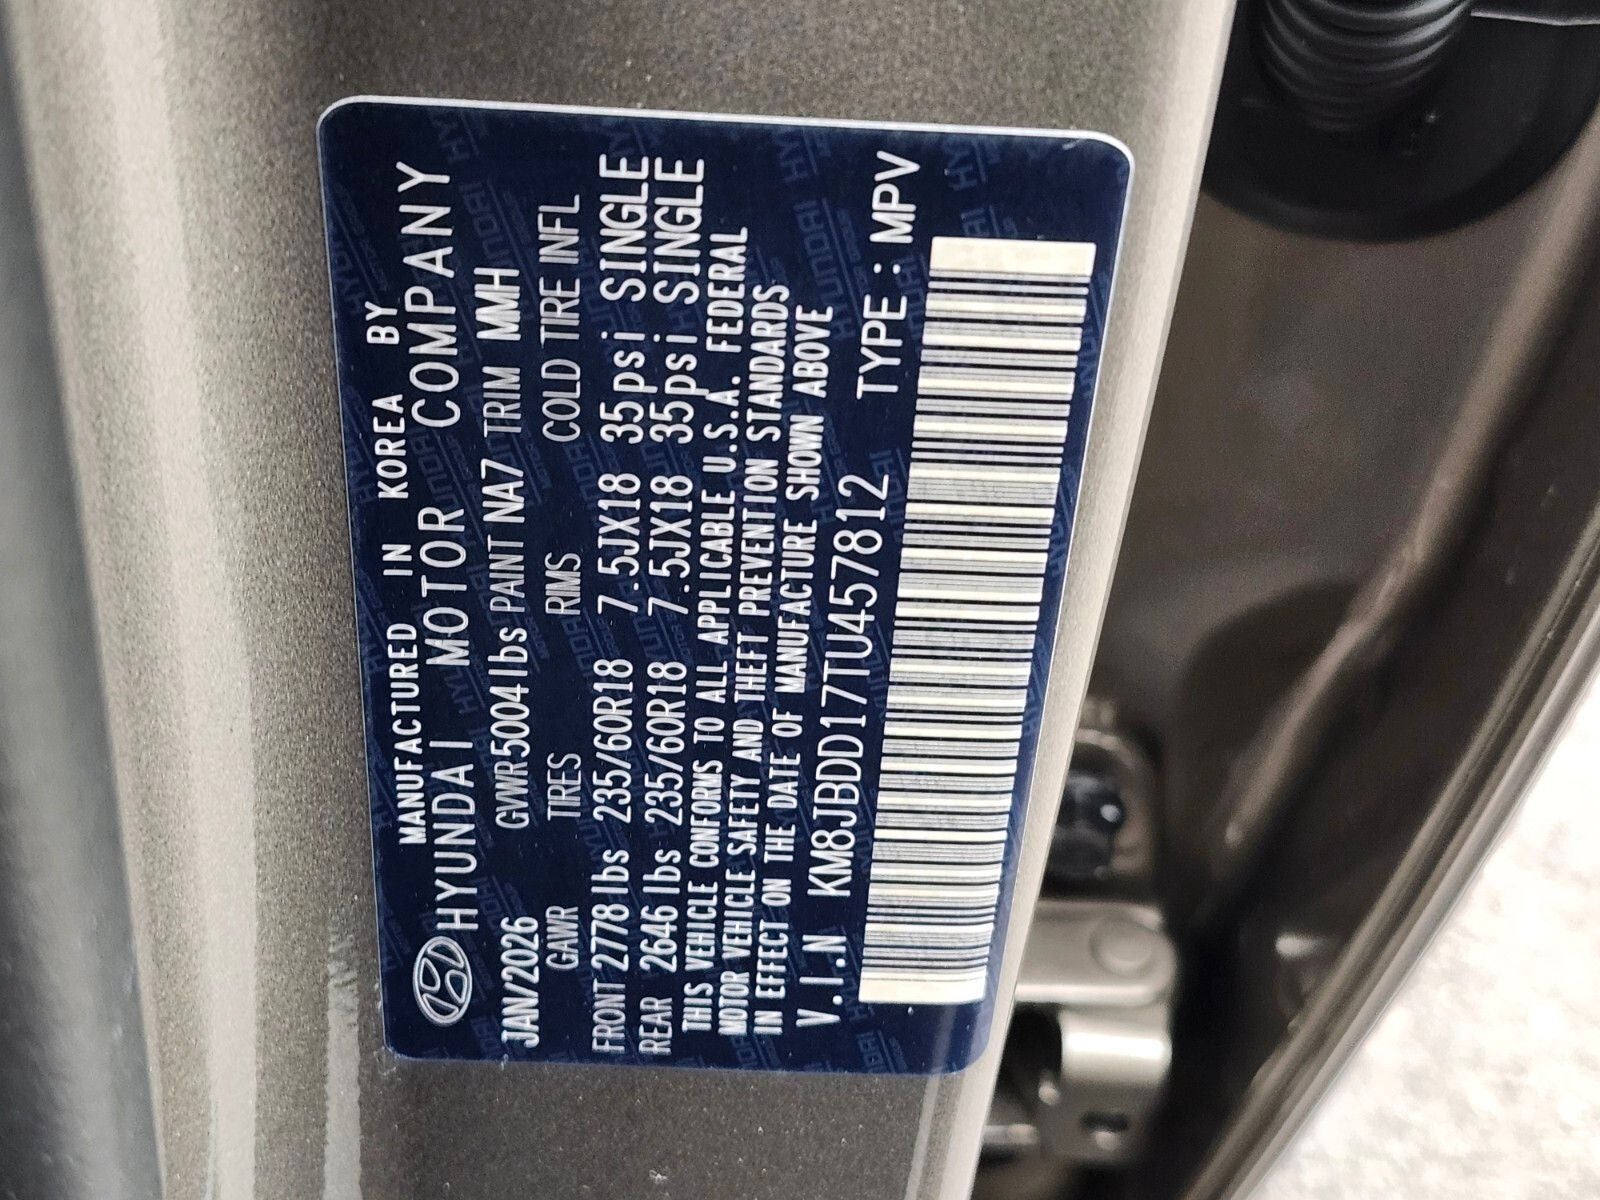 MANUFACTURED IN KOREA BY
HYUNDAI MOTOR COMPANY
JAN/2026 GVWR 5004 lbs PAINT NA7 TRIM MMH
GAWR TIRES RIMS COLD TIRE INFL
FRONT 2778 lbs 235/60R18 7.5JX18 35psi SINGLE
REAR 2646 lbs 235/60R18 7.5JX18 35psi SINGLE
THIS VEHICLE CONFORMS TO ALL APPLICABLE U.S.A. FEDERAL
MOTOR VEHICLE SAFETY AND THEFT PREVENTION STANDARDS
IN EFFECT ON THE DATE OF MANUFACTURE SHOWN ABOVE
V.I.N KM8JBDD17TU457812 TYPE : MPV